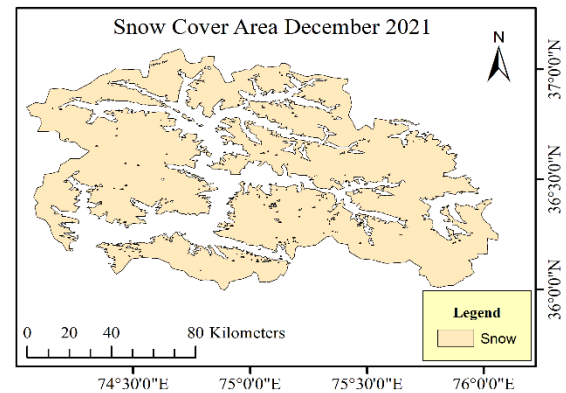 Snow Cover Area December 2021
N
37°0'0"N
36°30'0"N
36°0'0"N
Legend
Snow
0 20 40 80 Kilometers
74°30'0"E 75°0'0"E 75°30'0"E 76°0'0"E